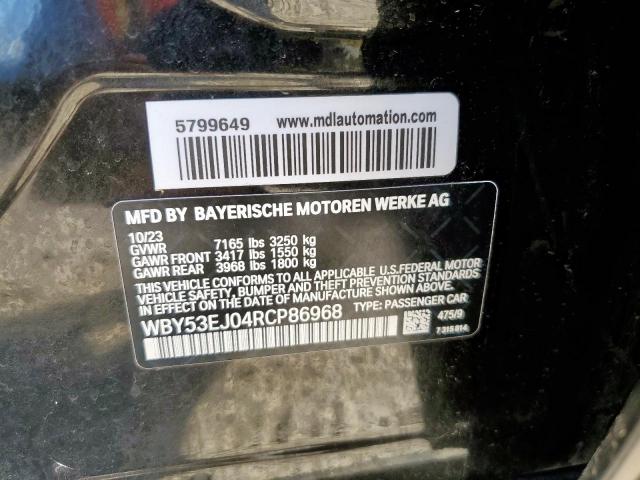 5799649 www.mdlautomation.com
MFD BY BAYERISCHE MOTOREN WERKE AG
10/23
GVWR 7165 lbs 3250 kg
GAWR FRONT 3417 lbs 1550 kg
GAWR REAR 3968 lbs 1800 kg
THIS VEHICLE CONFORMS TO ALL APPLICABLE U.S.FEDERAL MOTOR
VEHICLE SAFETY, BUMPER AND THEFT PREVENTION STANDARDS
IN EFFECT ON THE DATE OF MANUFACTURE SHOWN ABOVE.
WBY53EJ04RCP86968 TYPE: PASSENGER CAR
475/9
7 315 814